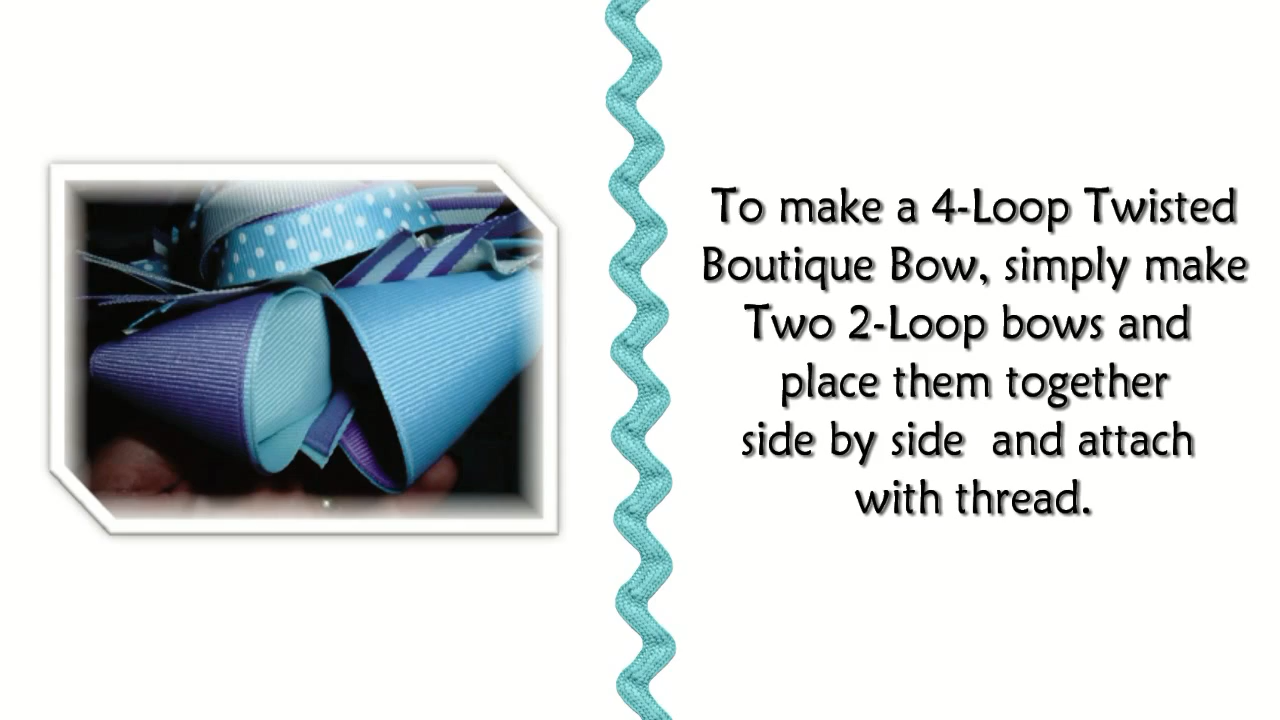 To make a 4-Loop Twisted
Boutique Bow, simply make
Two 2-Loop bows and
place them together
side by side and attach
with thread.